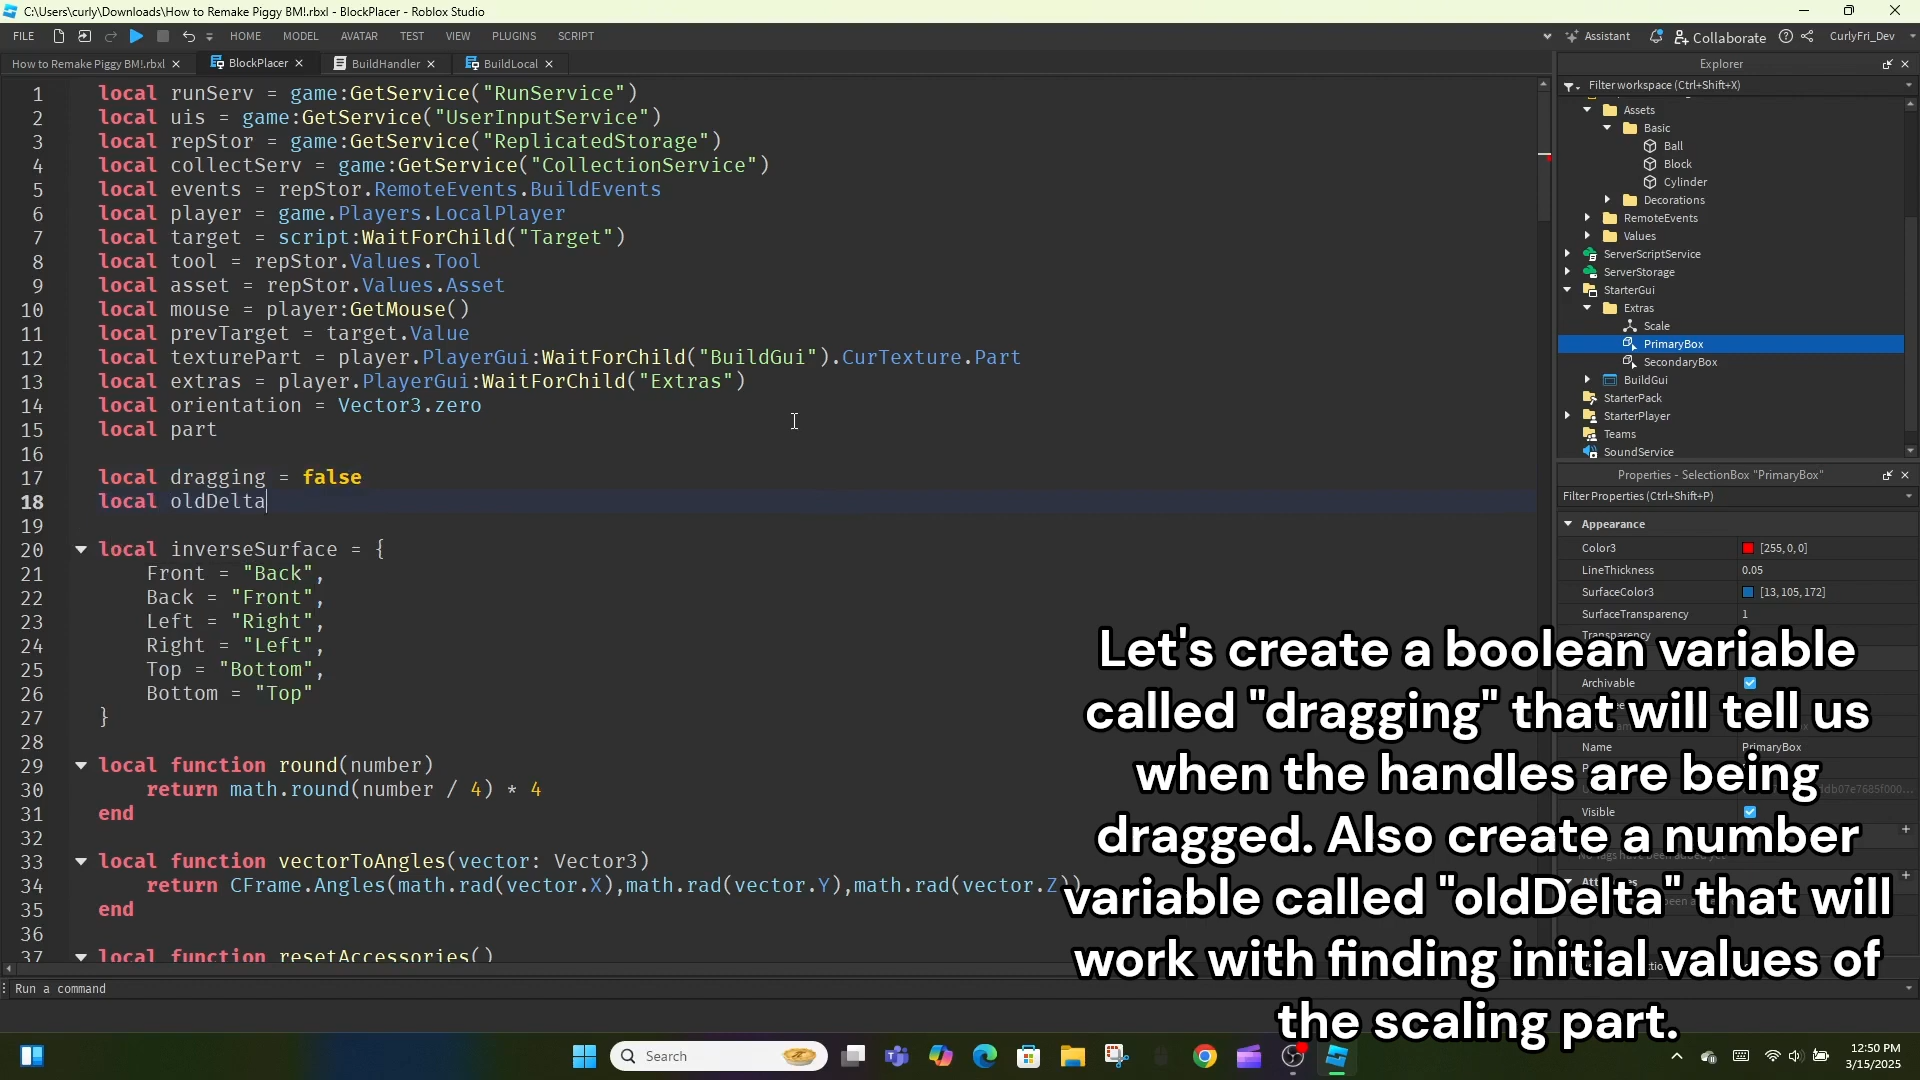 C:\Users\curly\Downloads\How to Remake Piggy BM!.rbxl - BlockPlacer - Roblox Studio
FILE HOME MODEL AVATAR TEST VIEW PLUGINS SCRIPT Assistant Collaborate CurlyFri_Dev
How to Remake Piggy BM!.rbxl BlockPlacer BuildHandler BuildLocal
1 local runServ = game:GetService("RunService")
2 local uis = game:GetService("UserInputService")
3 local repStor = game:GetService("ReplicatedStorage")
4 local collectServ = game:GetService("CollectionService")
5 local events = repStor.RemoteEvents.BuildEvents
6 local player = game.Players.LocalPlayer
7 local target = script:WaitForChild("Target")
8 local tool = repStor.Values.Tool
9 local asset = repStor.Values.Asset
10 local mouse = player:GetMouse()
11 local prevTarget = target.Value
12 local texturePart = player.PlayerGui:WaitForChild("BuildGui").CurTexture.Part
13 local extras = player.PlayerGui:WaitForChild("Extras")
14 local orientation = Vector3.zero
15 local part
16
17 local dragging = false
18 local oldDelta
19
20 local inverseSurface = {
21 Front = "Back",
22 Back = "Front",
23 Left = "Right",
24 Right = "Left",
25 Top = "Bottom",
26 Bottom = "Top"
27 }
28
29 local function round(number)
30 return math.round(number / 4) * 4
31 end
32
33 local function vectorToAngles(vector: Vector3)
34 return CFrame.Angles(math.rad(vector.X),math.rad(vector.Y),math.rad(vector.Z))
35 end
36
37 local function resetAccessories()
Run a command
Explorer
Filter workspace (Ctrl+Shift+X)
Assets
Basic
Ball
Block
Cylinder
Decorations
RemoteEvents
Values
ServerScriptService
ServerStorage
StarterGui
Extras
Scale
PrimaryBox
SecondaryBox
BuildGui
StarterPack
StarterPlayer
Teams
SoundService
Properties - SelectionBox "PrimaryBox"
Filter Properties (Ctrl+Shift+P)
Appearance
Color3 [255, 0, 0]
LineThickness 0.05
SurfaceColor3 [13, 105, 172]
SurfaceTransparency 1
Transparency
Archivable
Name PrimaryBox
Visible
Let's create a boolean variable
called "dragging" that will tell us
when the handles are being
dragged. Also create a number
variable called "oldDelta" that will
work with finding initial values of
the scaling part.
Search
12:50 PM
3/15/2025